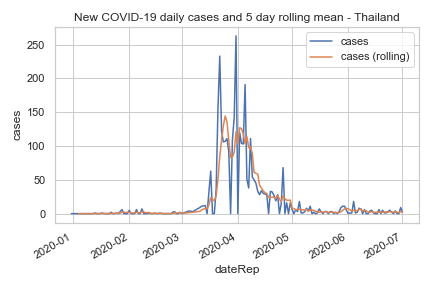 New COVID-19 daily cases and 5 day rolling mean - Thailand
cases
cases (rolling)
250
200
150
100
50
0
cases
2020-01
2020-02
2020-03
2020-04
2020-05
2020-06
2020-07
dateRep